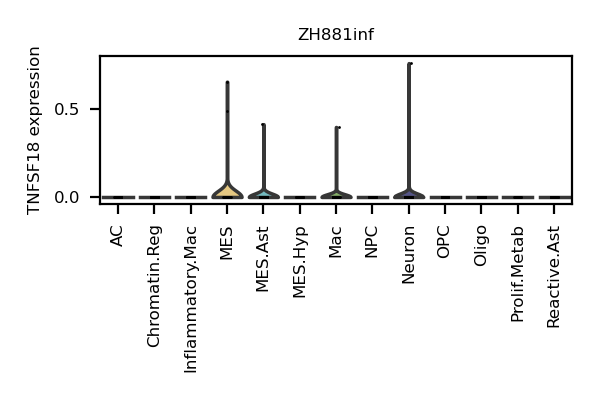 ZH881inf
TNFSF18 expression
0.5
0.0
AC
Chromatin.Reg
Inflammatory.Mac
MES
MES.Ast
MES.Hyp
Mac
NPC
Neuron
OPC
Oligo
Prolif.Metab
Reactive.Ast